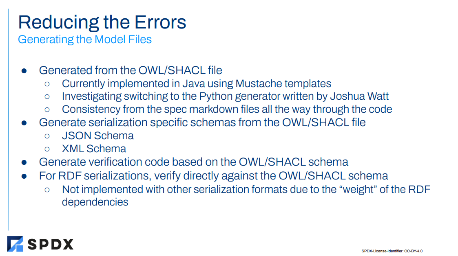 Reducing the Errors
Generating the Model Files
● Generated from the OWL/SHACL file
○ Currently implemented in Java using Mustache templates
○ Investigating switching to the Python generator written by Joshua Watt
○ Consistency from the spec markdown files all the way through the code
● Generate serialization specific schemas from the OWL/SHACL file
○ JSON Schema
○ XML Schema
● Generate verification code based on the OWL/SHACL schema
● For RDF serializations, verify directly against the OWL/SHACL schema
○ Not implemented with other serialization formats due to the “weight” of the RDF
dependencies
SPDX
SPDX-License-Identifier: CC-BY-4.0